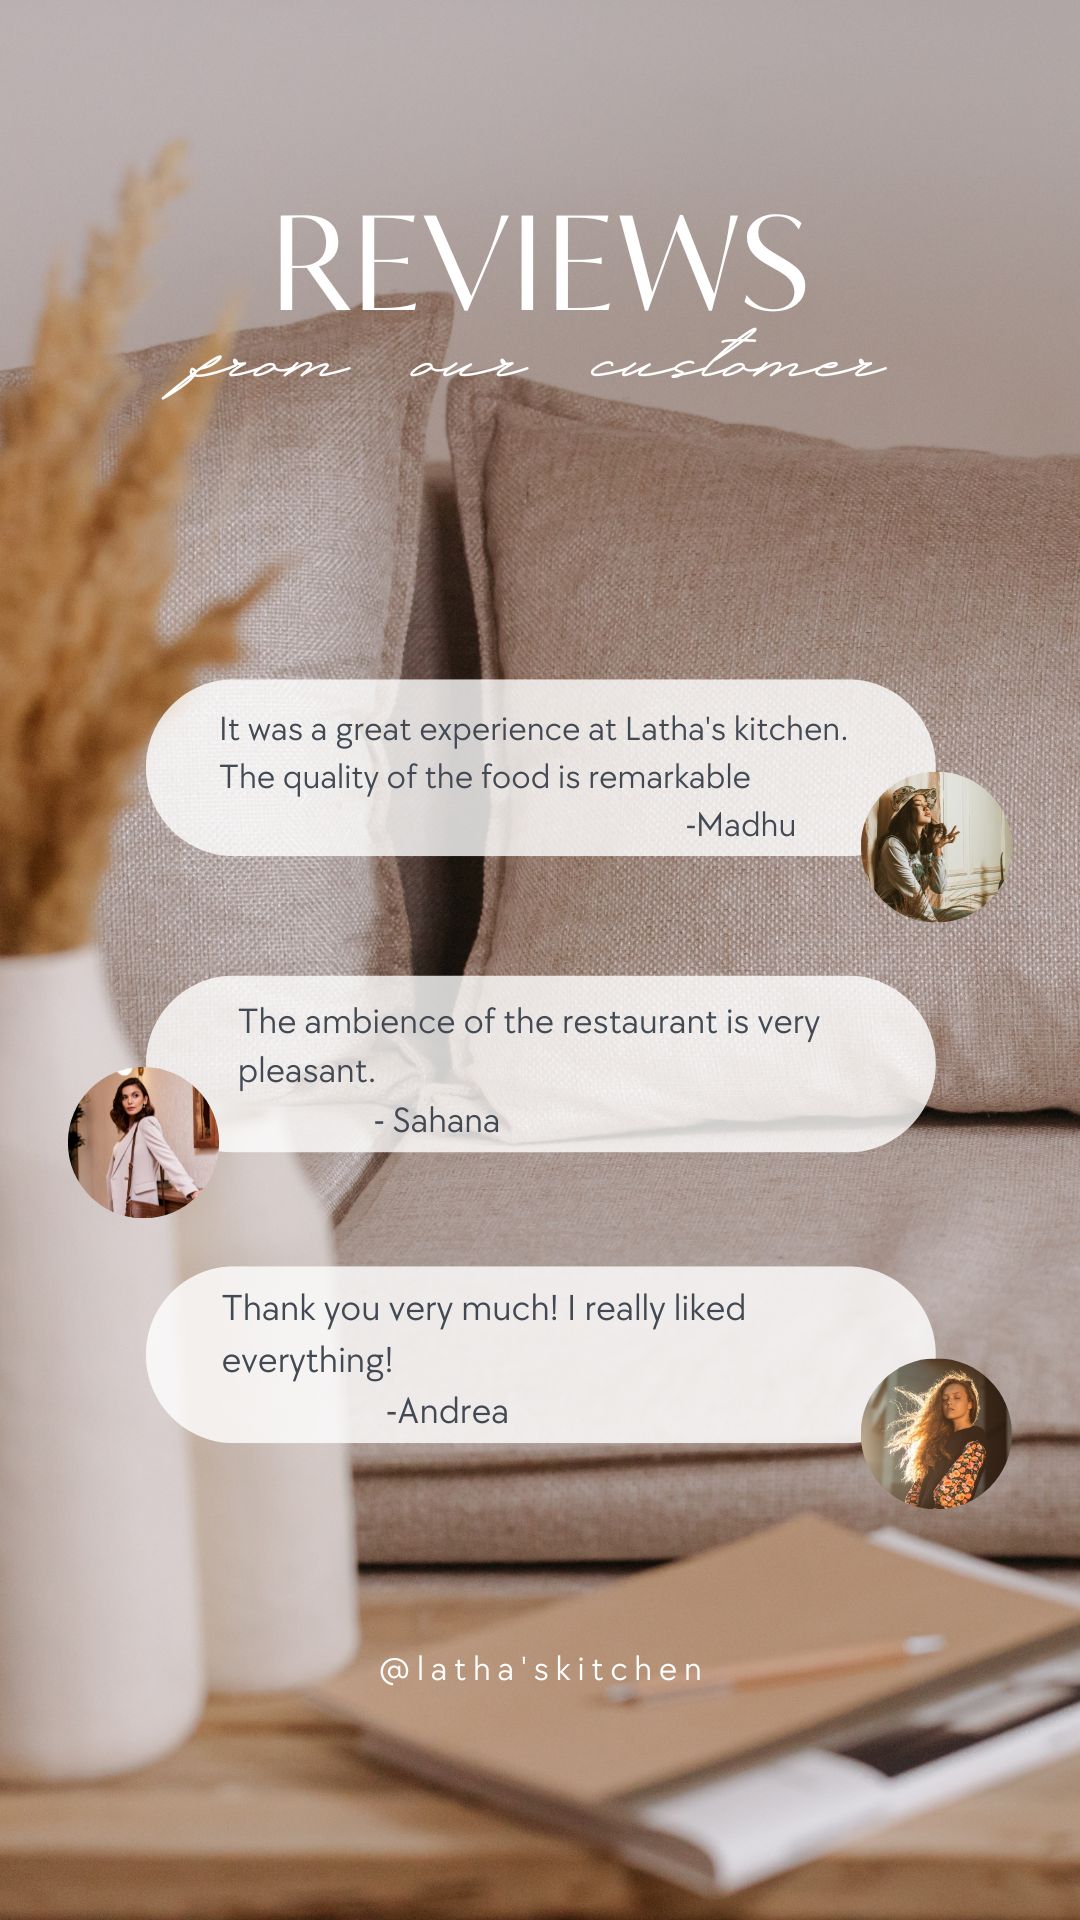 REVIEWS
from our customer
It was a great experience at Latha's kitchen.
The quality of the food is remarkable
-Madhu
The ambience of the restaurant is very
pleasant.
- Sahana
Thank you very much! I really liked
everything!
-Andrea
@latha'skitchen